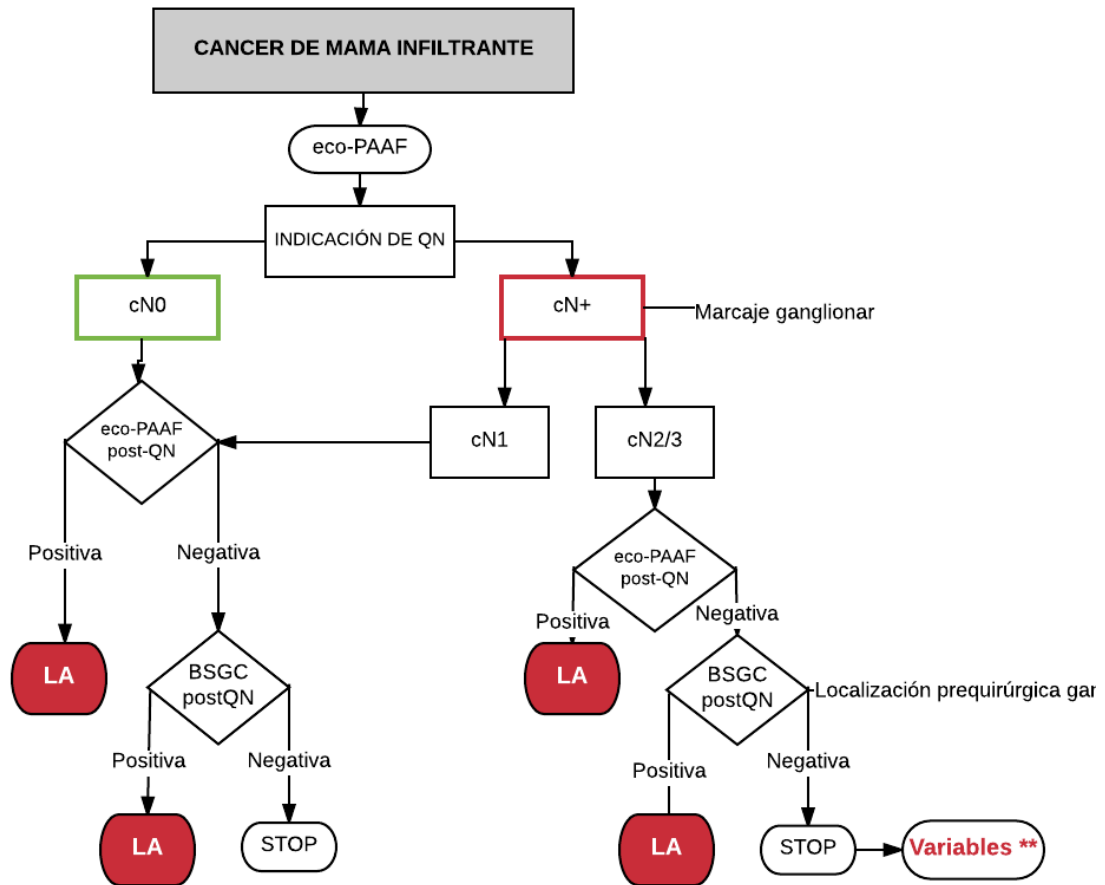 CANCER DE MAMA INFILTRANTE
eco-PAAF
INDICACIÓN DE QN
cN0
cN+
Marcaje ganglionar
eco-PAAF
post-QN
cN1
cN2/3
Positiva
Negativa
eco-PAAF
post-QN
Positiva
Negativa
LA
BSGC
postQN
LA
BSGC
postQN
Localización prequirúrgica
Positiva
Negativa
Positiva
Negativa
LA
STOP
LA
STOP
Variables **